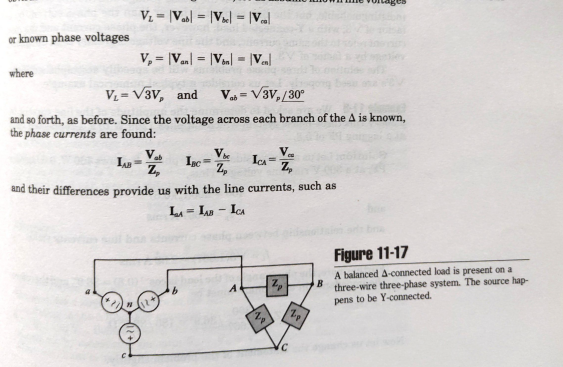 V_L = |V_ab| = |V_bc| = |V_ca|
or known phase voltages
V_p = |V_an| = |V_bn| = |V_cn|
where
V_L = √3V_p and V_ab = √3V_p/30°
and so forth, as before. Since the voltage across each branch of the Δ is known,
the phase currents are found:
I_AB = V_ab/Z_p I_BC = V_bc/Z_p I_CA = V_ca/Z_p
and their differences provide us with the line currents, such as
I_aA = I_AB − I_CA
Figure 11-17
A balanced Δ-connected load is present on a
three-wire three-phase system. The source hap-
pens to be Y-connected.
a
n
b
c
A
Z_p
B
Z_p
Z_p
C